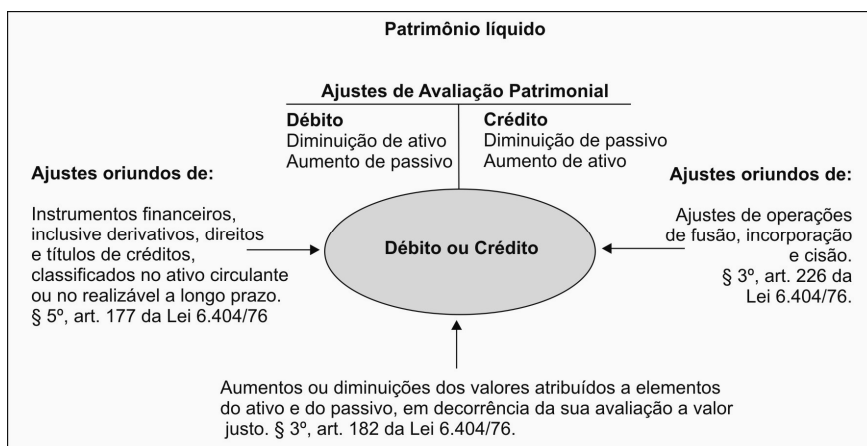 Patrimônio líquido
Ajustes de Avaliação Patrimonial
Débito
Diminuição de ativo
Aumento de passivo
Crédito
Diminuição de passivo
Aumento de ativo
Ajustes oriundos de:
Instrumentos financeiros,
inclusive derivativos, direitos
e títulos de créditos,
classificados no ativo circulante
ou no realizável a longo prazo.
§ 5º, art. 177 da Lei 6.404/76
Débito ou Crédito
Ajustes oriundos de:
Ajustes de operações
de fusão, incorporação
e cisão.
§ 3º, art. 226 da
Lei 6.404/76.
Aumentos ou diminuições dos valores atribuídos a elementos
do ativo e do passivo, em decorrência da sua avaliação a valor
justo. § 3º, art. 182 da Lei 6.404/76.